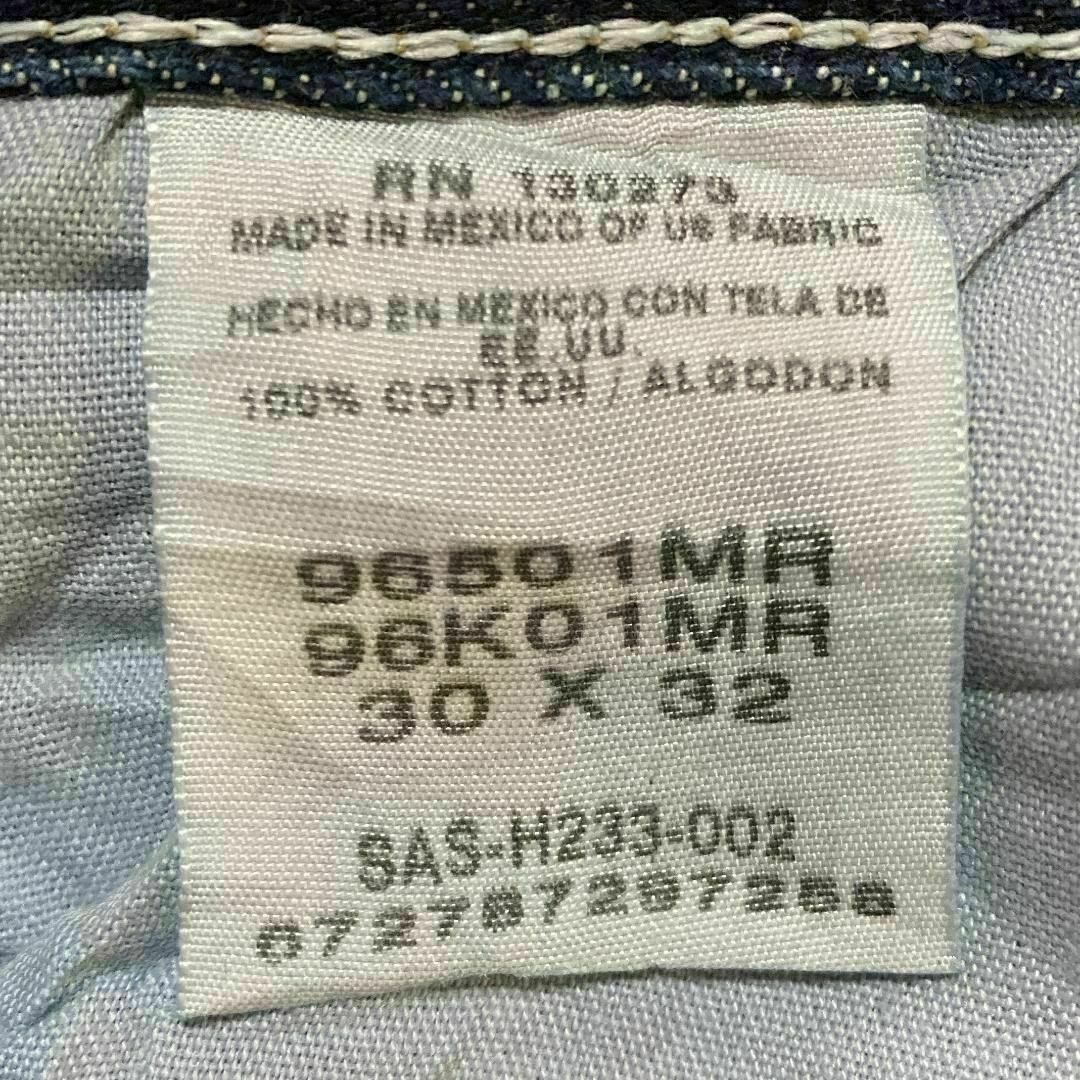 RN 130273
MADE IN MEXICO OF US FABRIC
HECHO EN MEXICO CON TELA DE
EE.UU.
100% COTTON / ALGODON
96501MR
96K01MR
30 X 32
SAS-H233-002